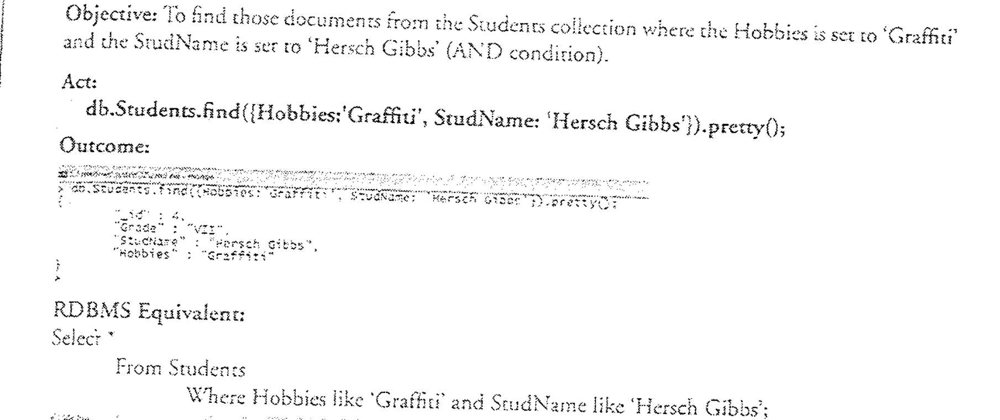 Objective: To find those documents from the Students collection where the Hobbies is set to ‘Graffiti’
and the StudName is set to ‘Hersch Gibbs’ (AND condition).
Act:
db.Students.find({Hobbies:'Graffiti', StudName: ‘Hersch Gibbs’}).pretty();
Outcome:
> db.Students.find({Hobbies:'Graffiti', StudName: 'Hersch Gibbs'}).pretty();
{
"_id" : 4,
"Grade" : "VII",
"StudName" : "Hersch Gibbs",
"Hobbies" : "Graffiti"
}
>
RDBMS Equivalent:
Select *
From Students
Where Hobbies like ‘Graffiti’ and StudName like ‘Hersch Gibbs’;